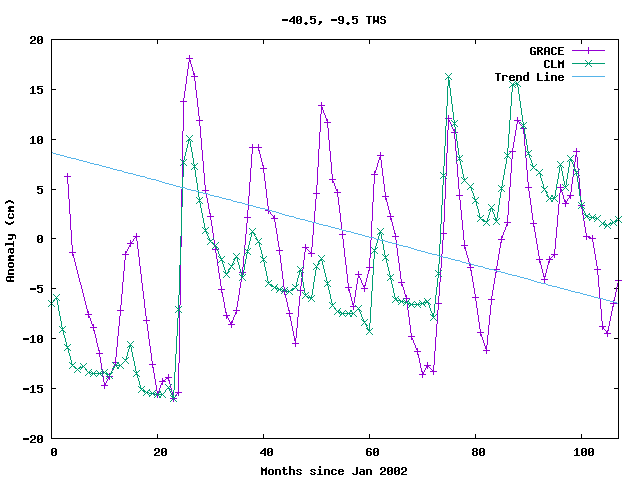 -40.5, -9.5 TWS
GRACE
CLM
Trend Line
20
15
10
5
0
-5
-10
-15
-20
Anomaly (cm)
0 20 40 60 80 100
Months since Jan 2002